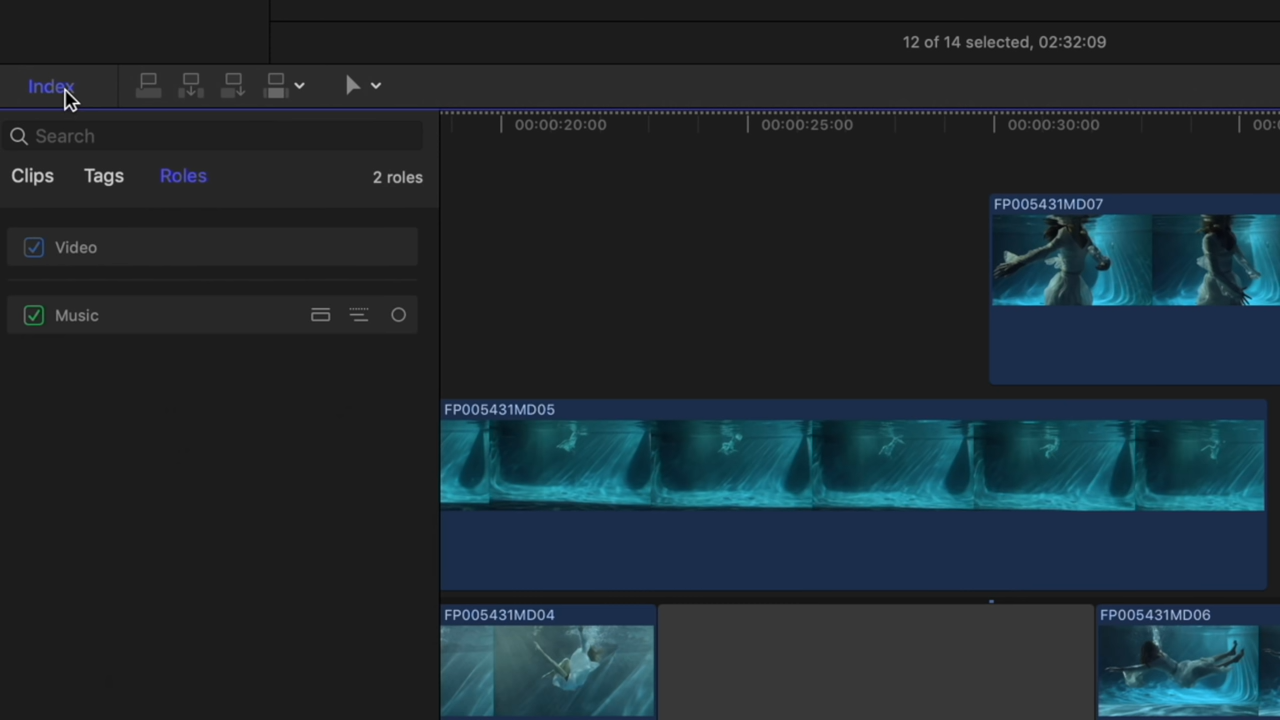 12 of 14 selected, 02:32:09
Index
Search
00:00:20:00
00:00:25:00
00:00:30:00
00:
Clips
Tags
Roles
2 roles
FP005431MD07
Video
Music
FP005431MD05
FP005431MD04
FP005431MD06